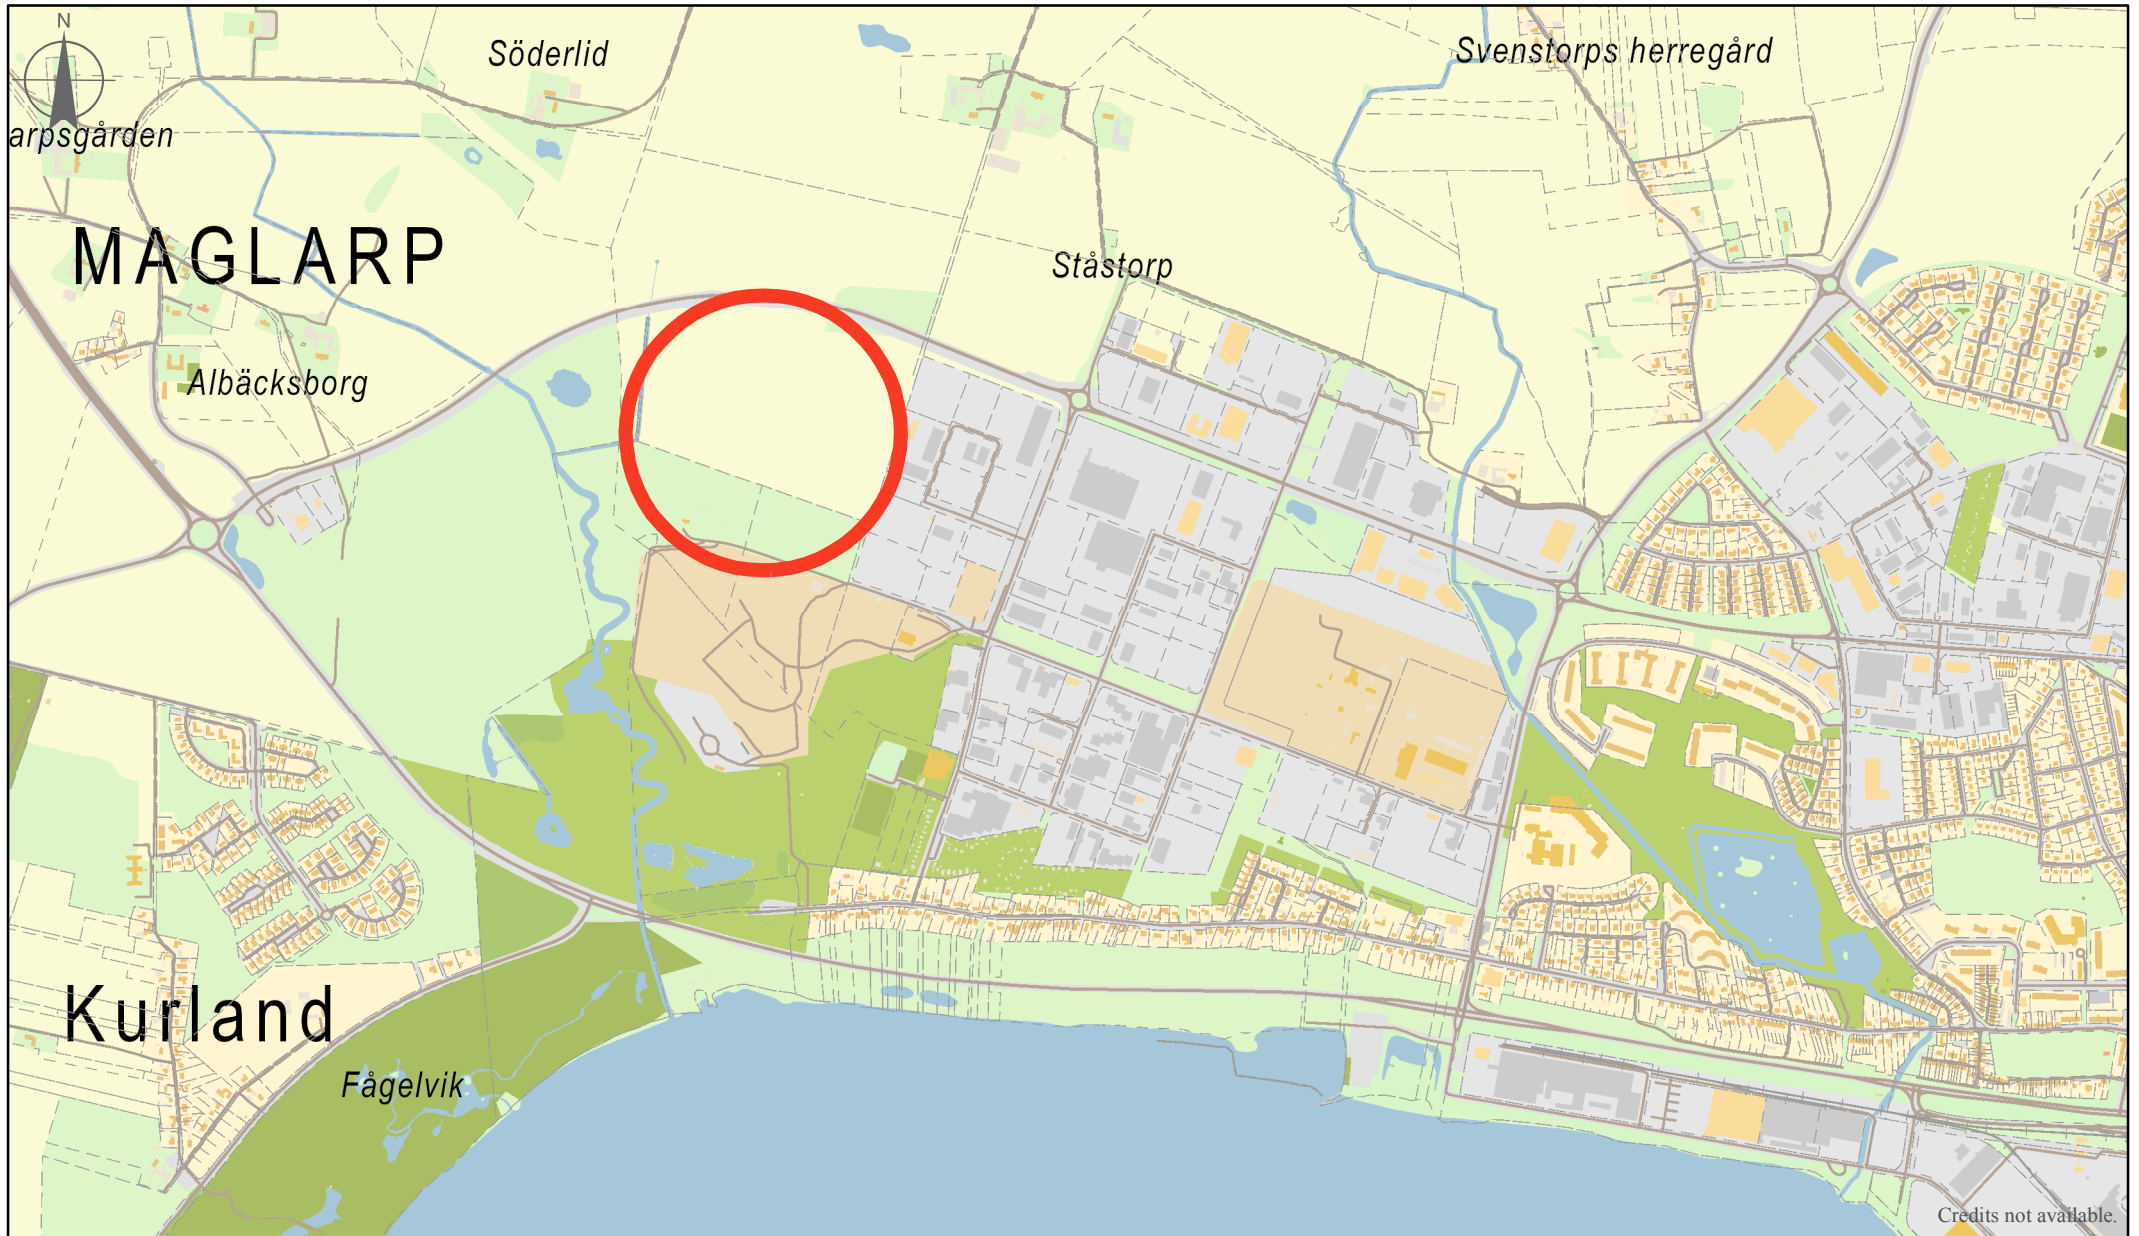 N
Söderlid
Svenstorps herregård
arpsgården
MAGLARP
Ståstorp
Albäcksborg
Kurland
Fågelvik
Credits not available.